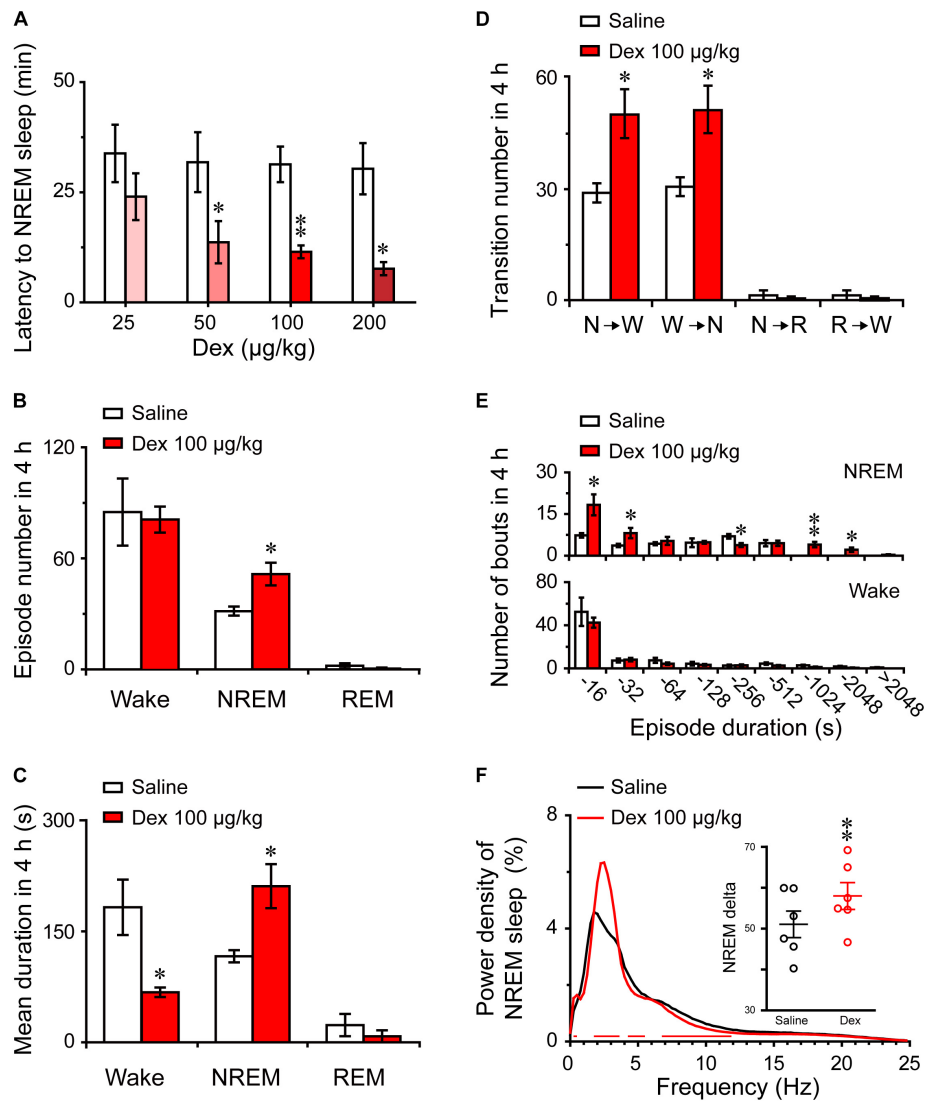 A
Latency to NREM sleep (min)
50
25
0
*
**
*
25 50 100 200
Dex (µg/kg)
B
Saline
Dex 100 µg/kg
Episode number in 4 h
120
60
0
*
Wake NREM REM
C
Saline
Dex 100 µg/kg
Mean duration in 4 h (s)
300
150
0
*
*
Wake NREM REM
D
Saline
Dex 100 µg/kg
Transition number in 4 h
60
30
0
* *
N→W W→N N→R R→W
E
Saline
Dex 100 µg/kg
Number of bouts in 4 h
NREM
30
15
0
* * * ** *
Wake
80
40
0
-16 -32 -64 -128 -256 -512 -1024 -2048 >2048
Episode duration (s)
F
Saline
Dex 100 µg/kg
Power density of
NREM sleep (%)
8
4
0
0 5 10 15 20 25
Frequency (Hz)
**
NREM delta
70
50
30
Saline Dex